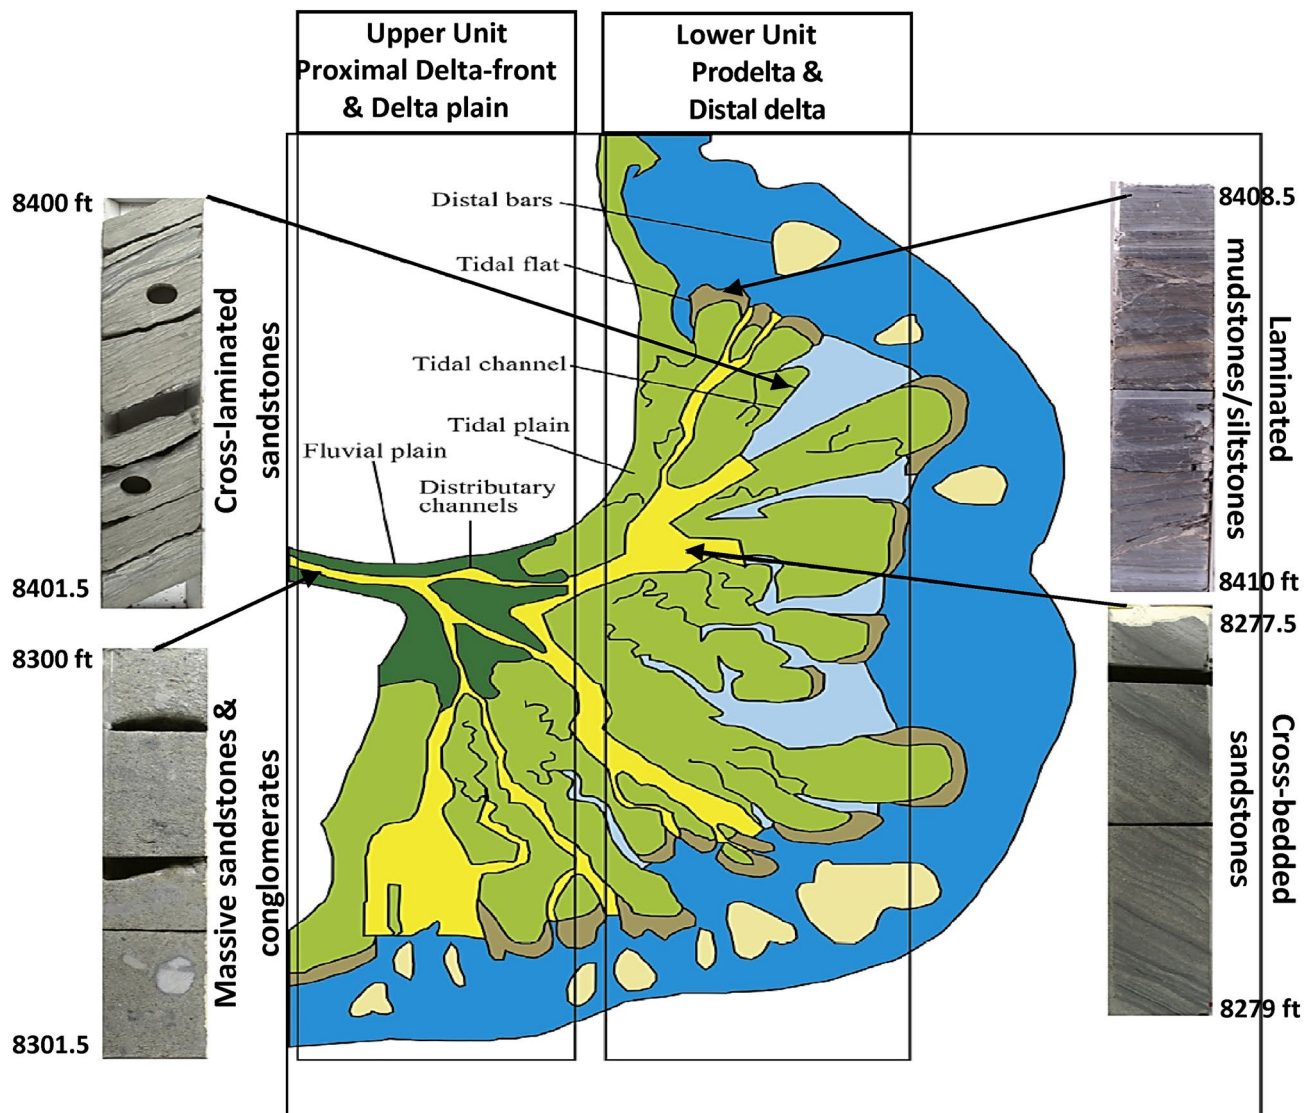 Upper Unit
Proximal Delta-front
& Delta plain
Lower Unit
Prodelta &
Distal delta
8400 ft
Cross-laminated
sandstones
8401.5
8300 ft
Massive sandstones &
conglomerates
8301.5
Distal bars
Tidal flat
Tidal channel
Tidal plain
Fluvial plain
Distributary
channels
8408.5
Laminated
mudstones/siltstones
8410 ft
8277.5
Cross-bedded
sandstones
8279 ft